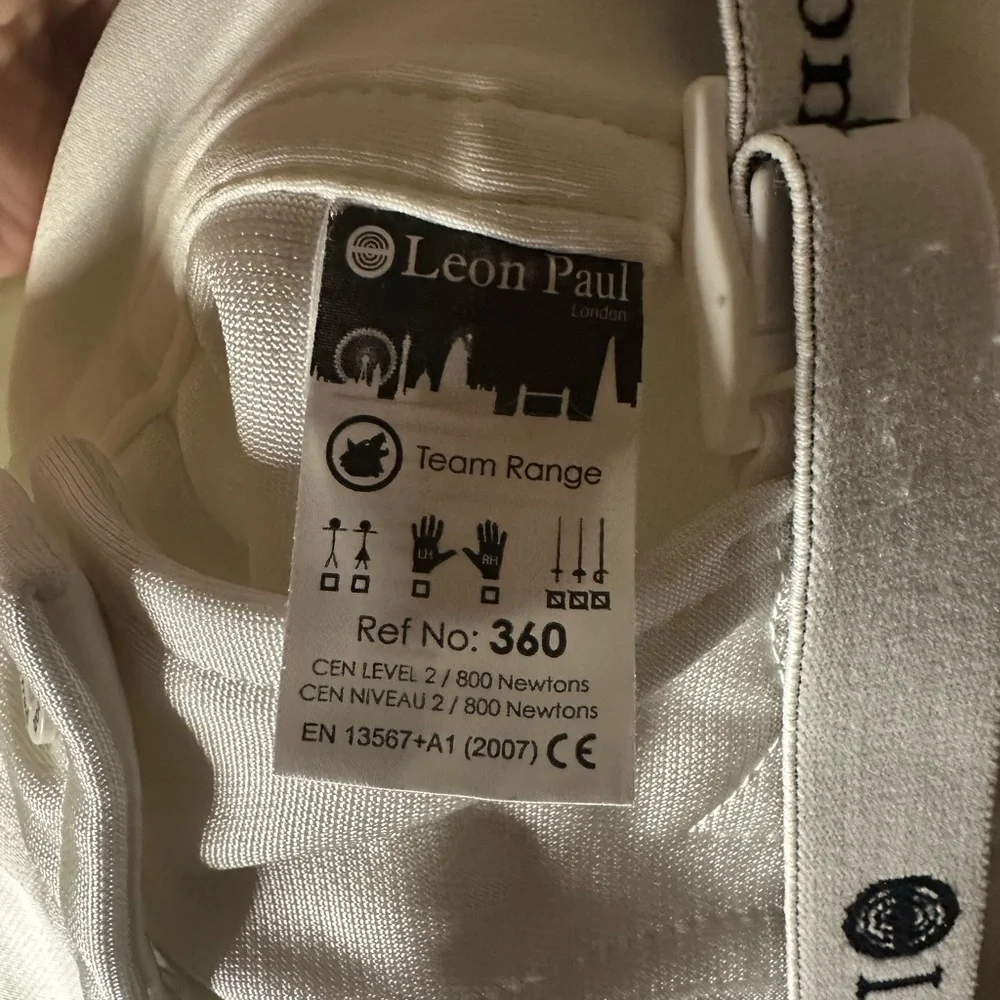 on
Leon Paul
London
Team Range
LH RH
Ref No: 360
CEN LEVEL 2 / 800 Newtons
CEN NIVEAU 2 / 800 Newtons
EN 13567+A1 (2007) CE